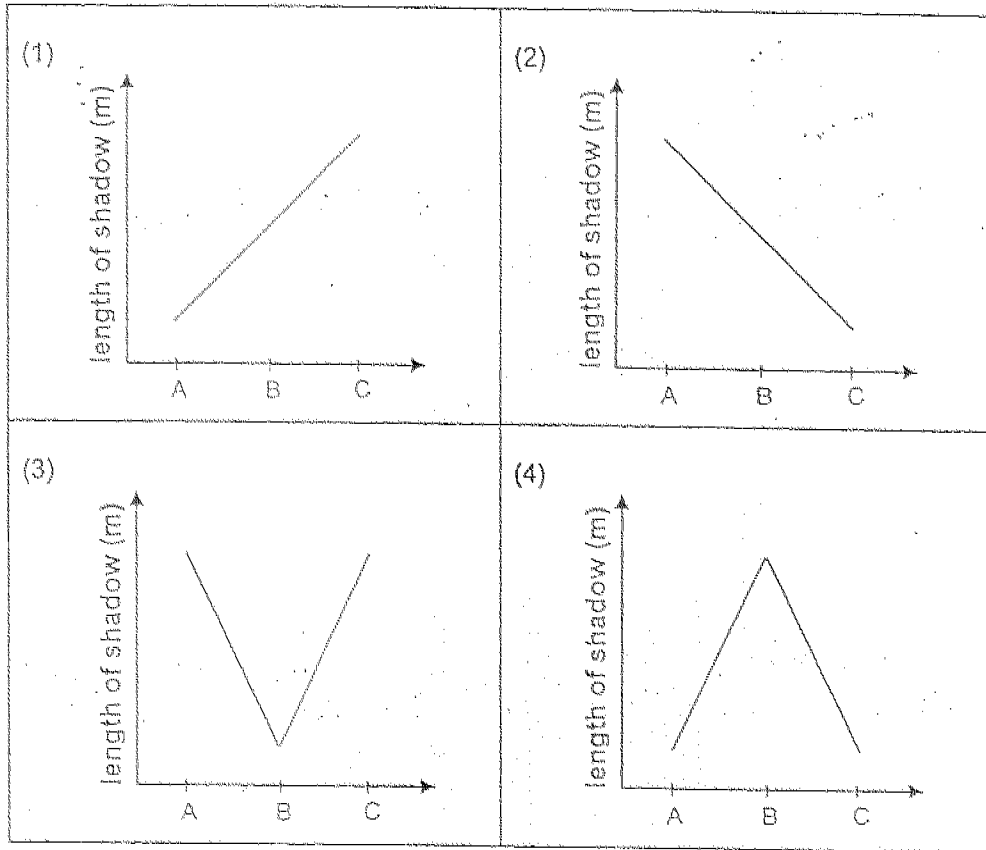 (1)
length of shadow (m)
A B C
(2)
length of shadow (m)
A B C
(3)
length of shadow (m)
A B C
(4)
length of shadow (m)
A B C